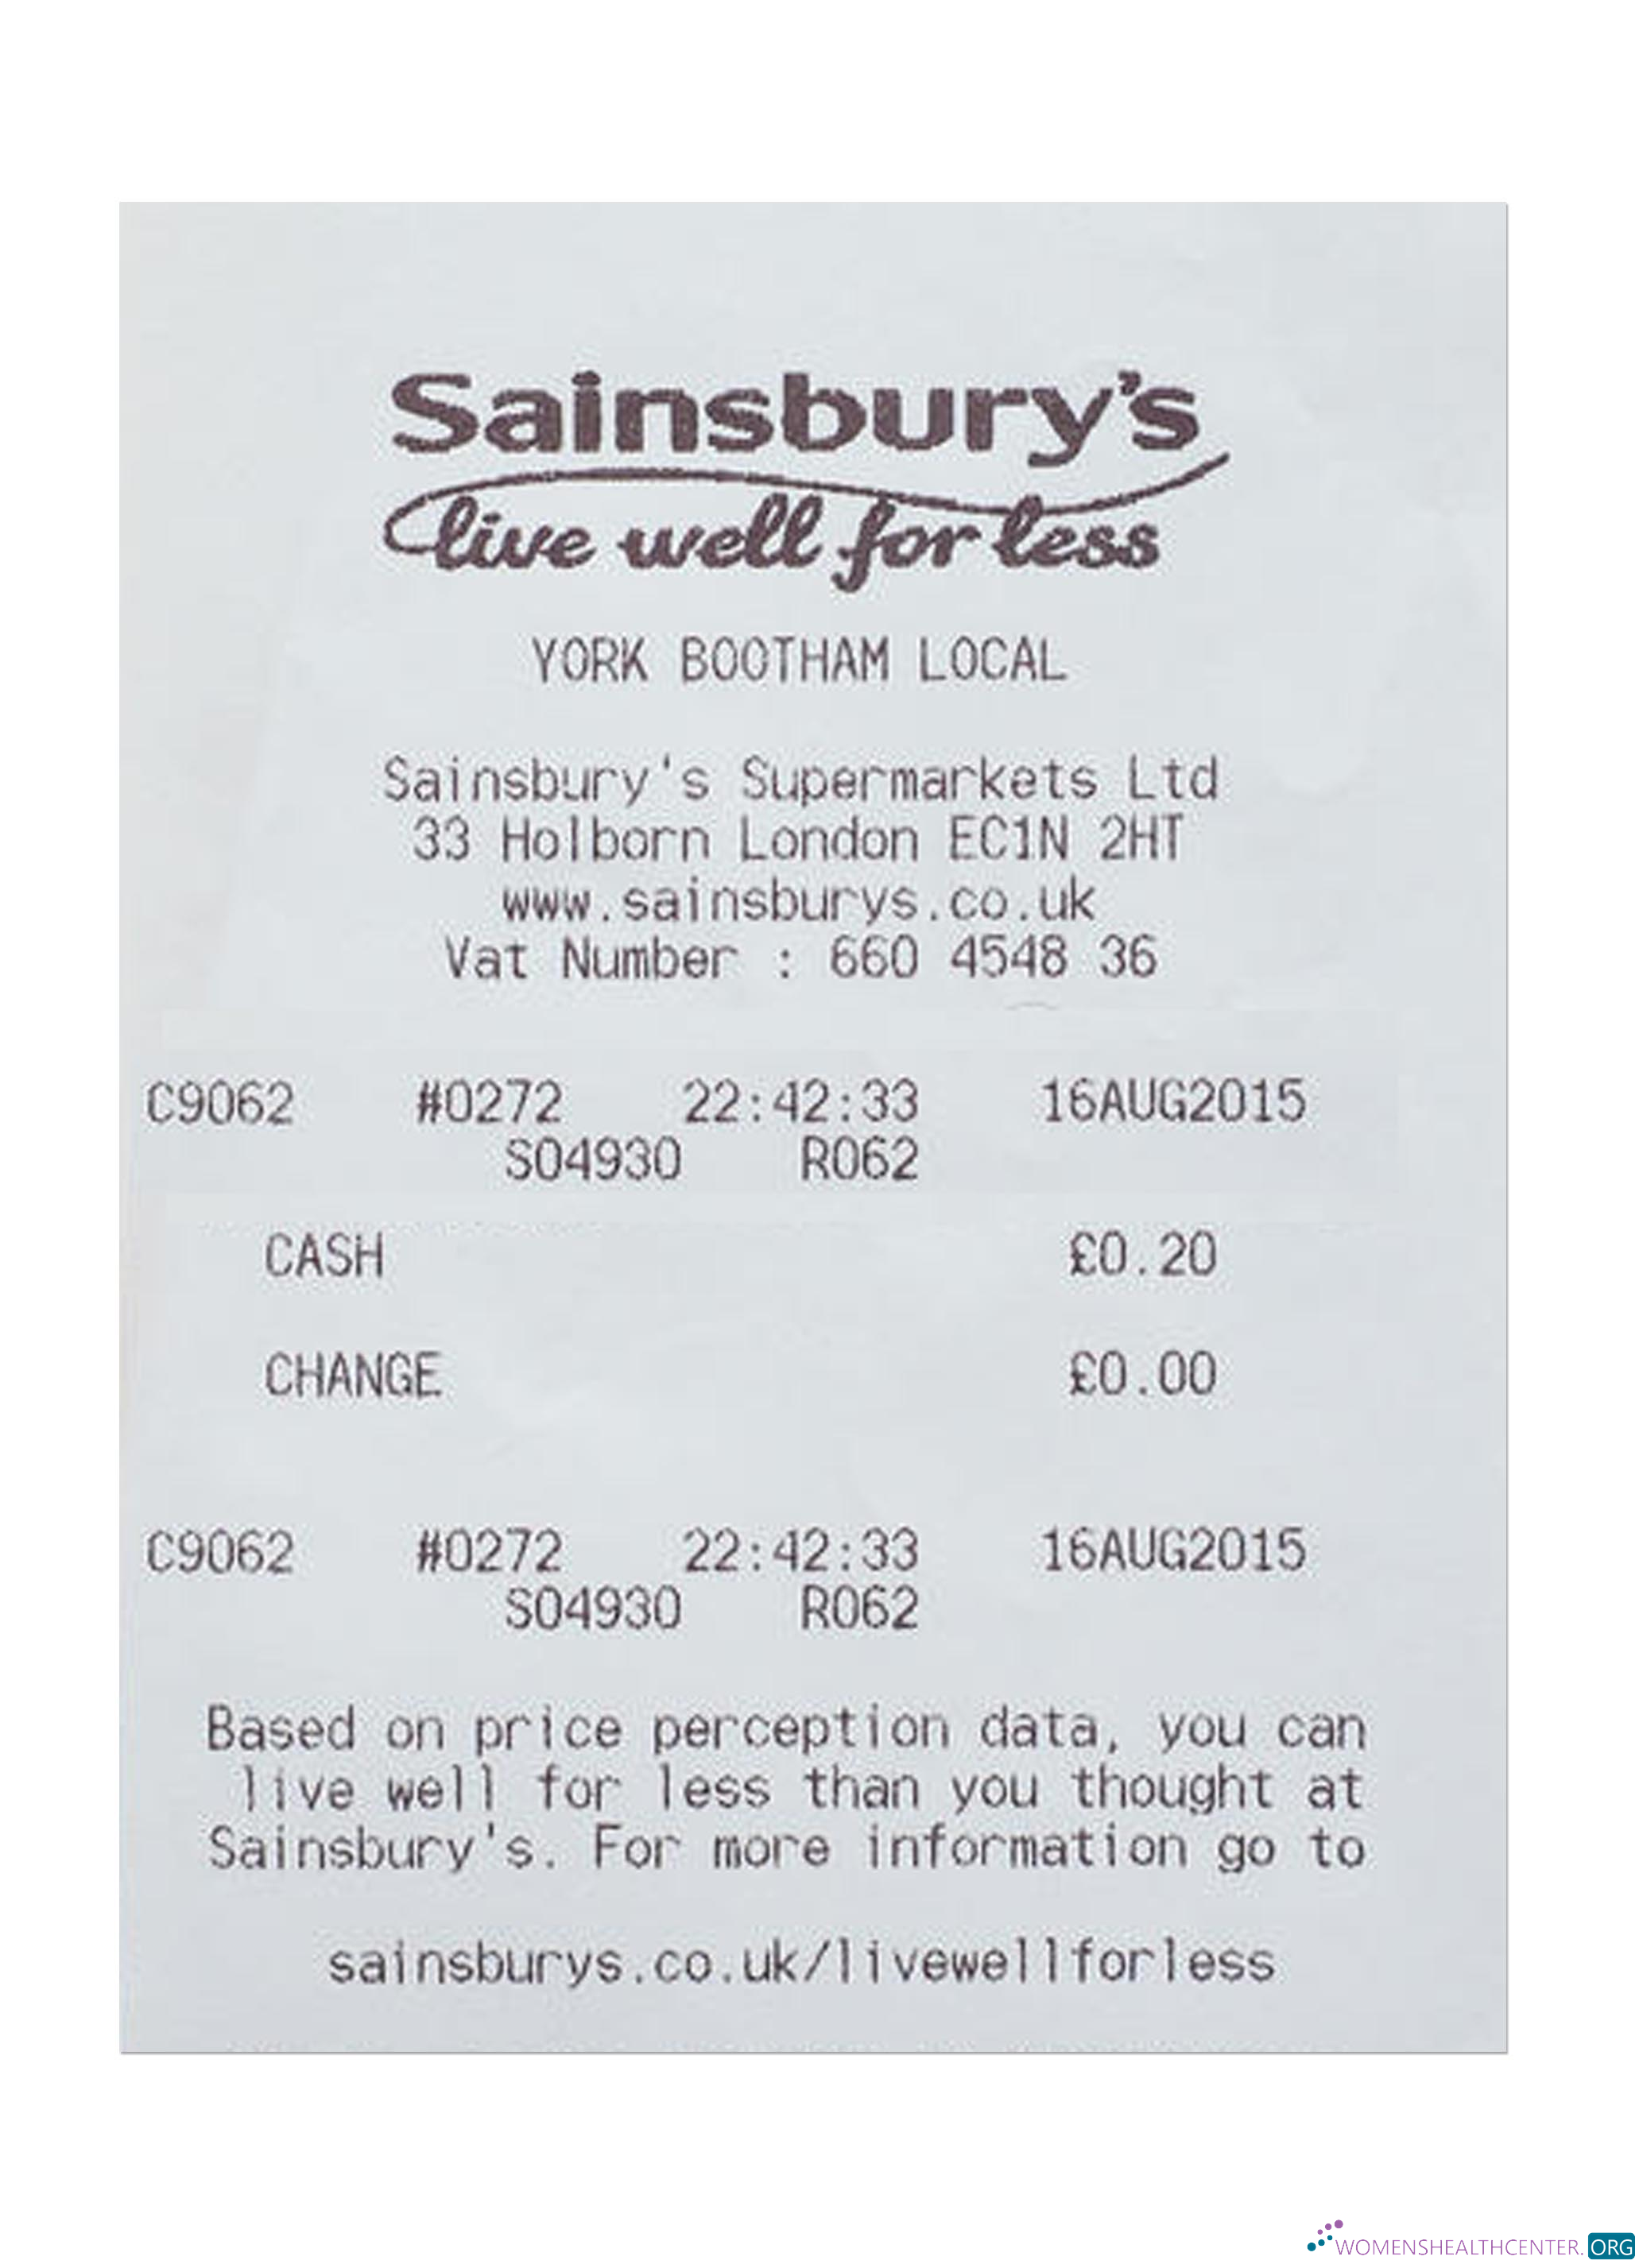 Sainsbury's
live well for less
YORK BOOTHAM LOCAL
Sainsbury's Supermarkets Ltd
33 Holborn London EC1N 2HT
www.sainsburys.co.uk
Vat Number : 660 4548 36
C9062 #0272 22:42:33 16AUG2015
S04930 R062
CASH £0.20
CHANGE £0.00
C9062 #0272 22:42:33 16AUG2015
S04930 R062
Based on price perception data, you can
live well for less than you thought at
Sainsbury's. For more information go to
sainsburys.co.uk/livewellforless
WOMENSHEALTHCENTER.ORG